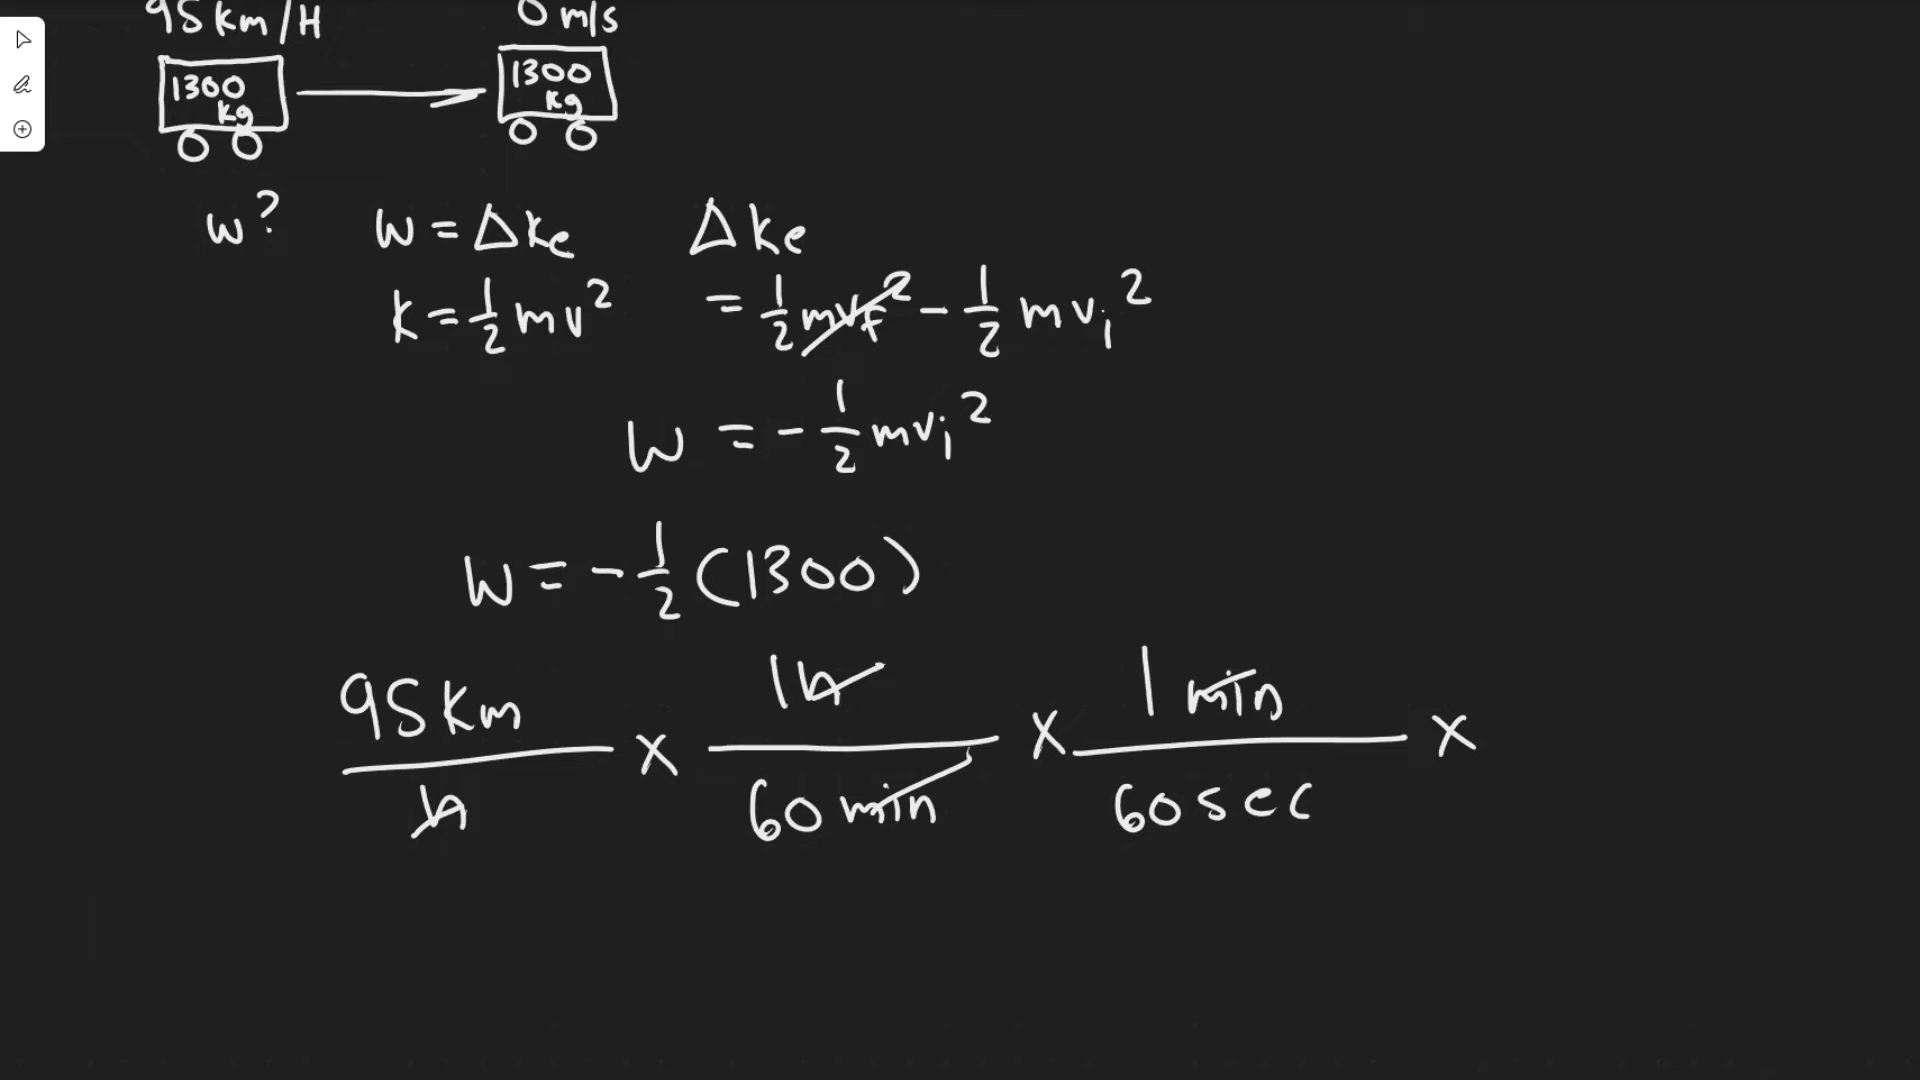 95 km/H 0 m/s
1300 kg 1300 kg
w? w = Δke Δke
k = 1/2 mv² = 1/2 mvf² - 1/2 mvi²
W = - 1/2 mvi²
W = - 1/2 (1300)
95 km/h x 1h/60 min x 1 min/60 sec x